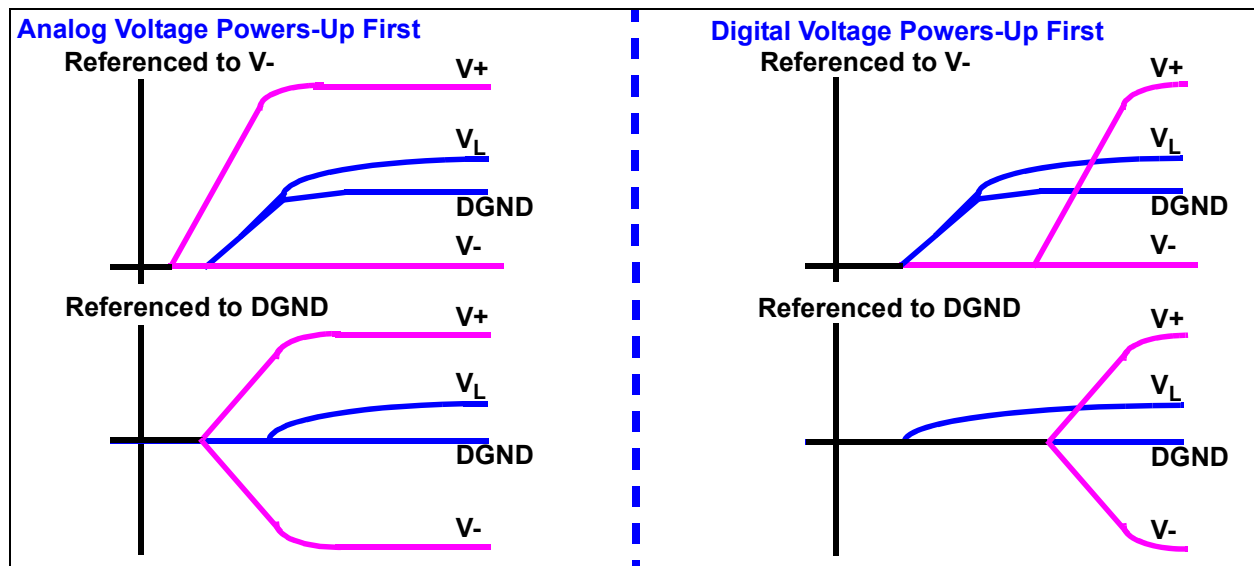 Analog Voltage Powers-Up First
Referenced to V-
V+
VL
DGND
V-
Referenced to DGND
V+
VL
DGND
V-
Digital Voltage Powers-Up First
Referenced to V-
V+
VL
DGND
V-
Referenced to DGND
V+
VL
DGND
V-